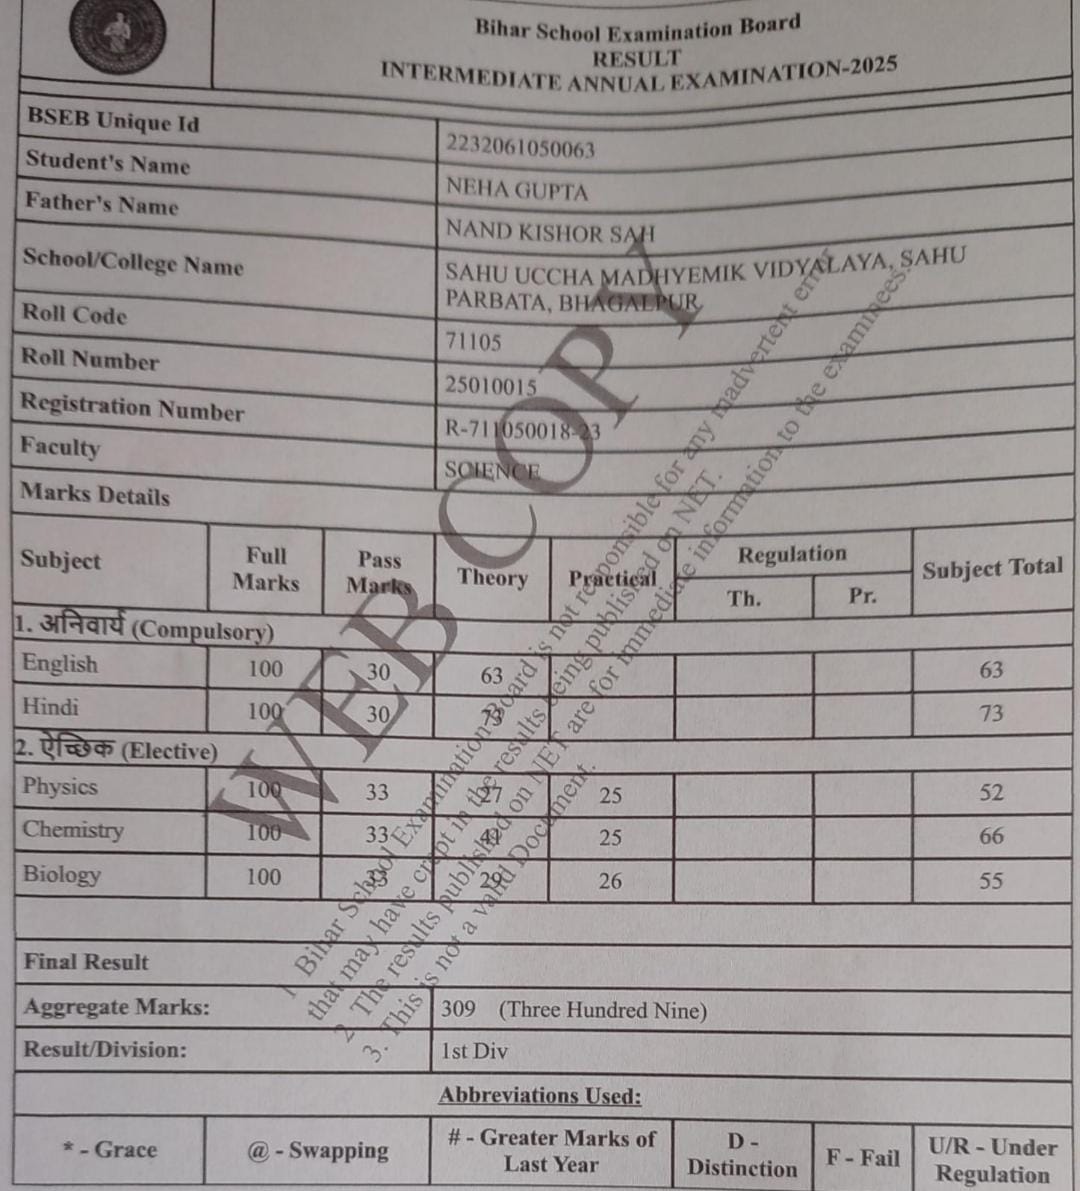 Bihar School Examination Board
RESULT
INTERMEDIATE ANNUAL EXAMINATION-2025
BSEB Unique Id 2232061050063
Student's Name NEHA GUPTA
Father's Name NAND KISHOR SAH
School/College Name SAHU UCCHA MADHYEMIK VIDYALAYA, SAHU
PARBATA, BHAGALPUR
Roll Code 71105
Roll Number 25010015
Registration Number R-711050018-23
Faculty SCIENCE
Marks Details
Subject Full Marks Pass Marks Theory Practical Regulation Subject Total
Th. Pr.
1. अनिवार्य (Compulsory)
English 100 30 63 63
Hindi 100 30 73 73
2. ऐच्छिक (Elective)
Physics 100 33 27 25 52
Chemistry 100 33 25 66
Biology 100 33 29 26 55
Final Result
Aggregate Marks: 309 (Three Hundred Nine)
Result/Division: 1st Div
Abbreviations Used:
* - Grace @ - Swapping # - Greater Marks of Last Year D - Distinction F - Fail U/R - Under Regulation
WEB COPY
1. Bihar School Examination Board is not responsible for any inadvertent error
that may have crept in the results being published on NET.
2. The results published on NET are for immediate information to the examinees.
3. This is not a valid Document.